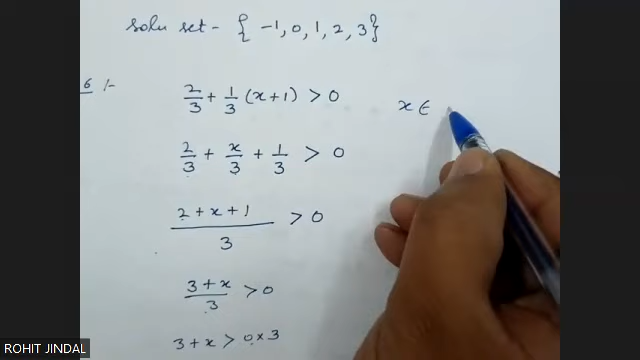 Solu set - { -1, 0, 1, 2, 3}
6 :-
2/3 + 1/3 (x+1) > 0
x ∈
2/3 + x/3 + 1/3 > 0
2 + x + 1 / 3 > 0
3 + x / 3 > 0
3 + x > 0 x 3
ROHIT JINDAL